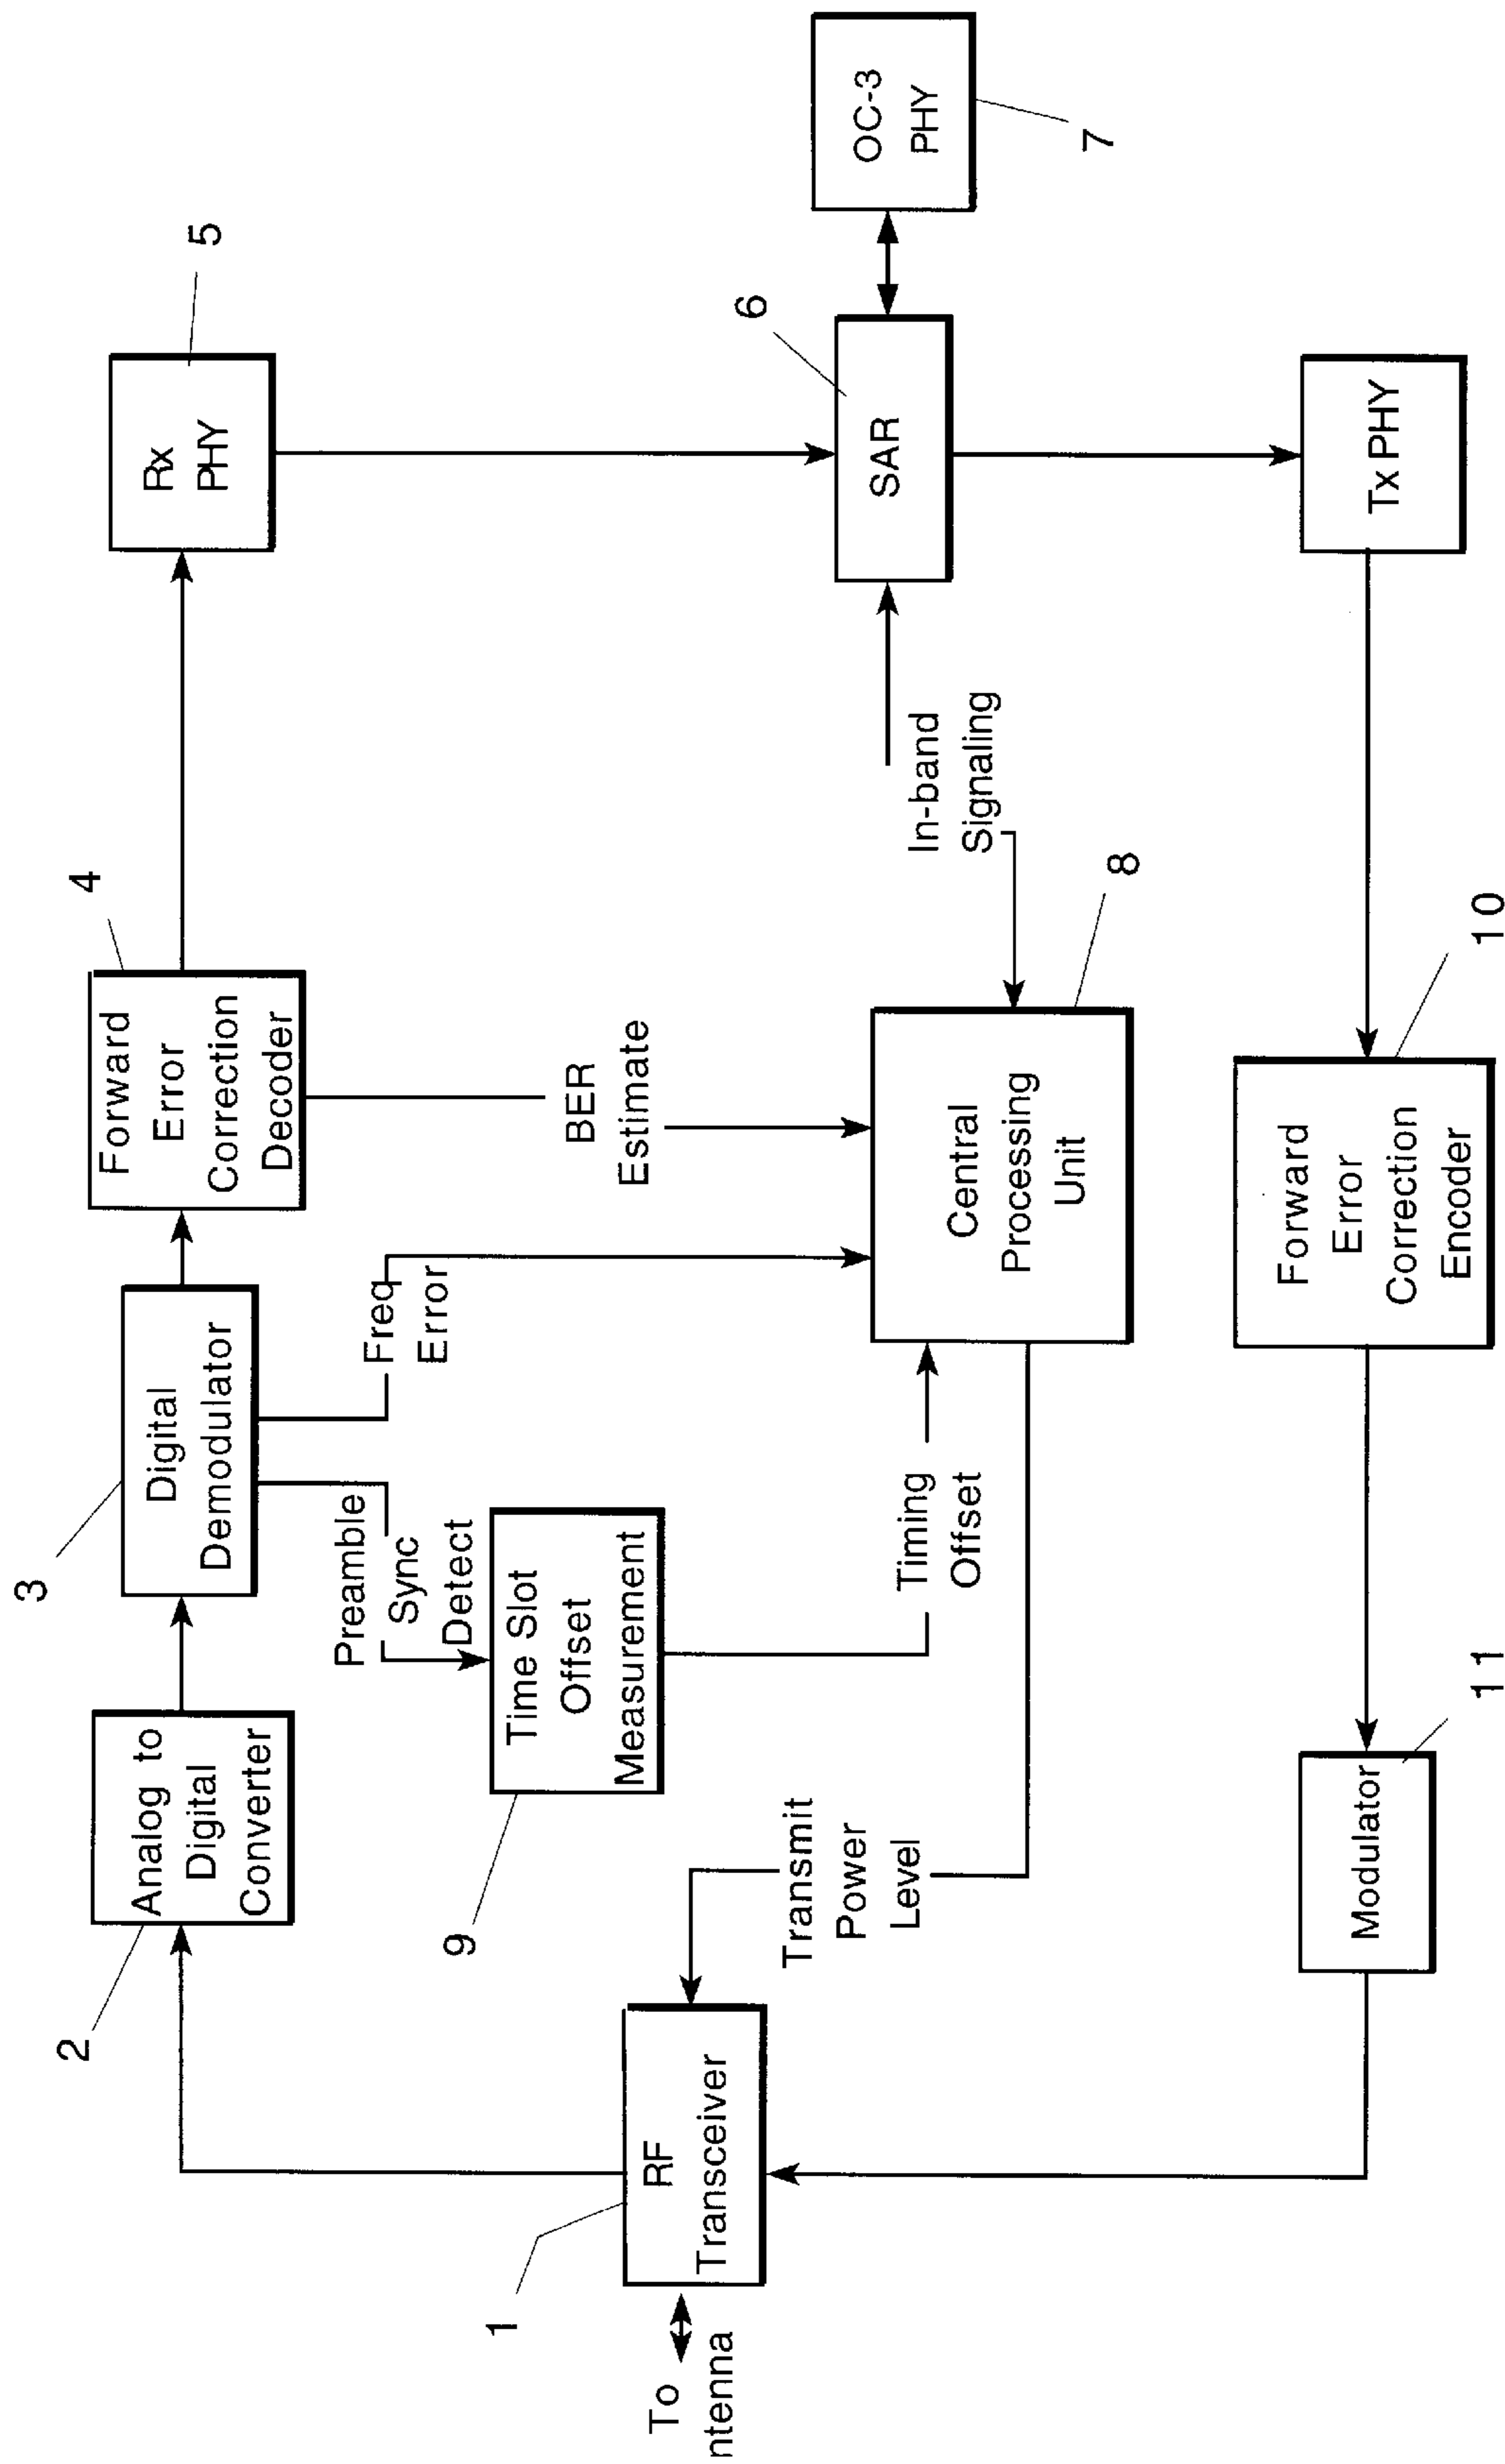 2
Analog to
Digital
Converter
3
Digital
Demodulator
4
Forward
Error
Correction
Decoder
5
Rx
PHY
Preamble
Sync
Detect
Freq
Error
BER
Estimate
9
Time Slot
Offset
Measurement
1
RF
Transceiver
To
ntenna
Transmit
Power
Level
Timing
Offset
Central
Processing
Unit
8
In-band
Signaling
6
SAR
OC-3
PHY
7
11
Modulator
Forward
Error
Correction
Encoder
10
Tx PHY